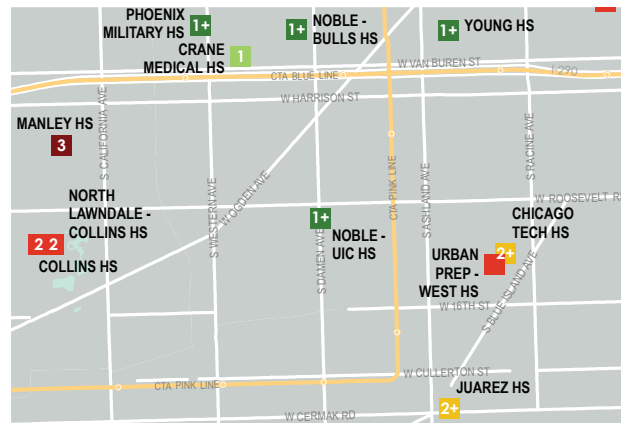 PHOENIX
MILITARY HS
1+
NOBLE -
BULLS HS
1+
YOUNG HS
1+
CRANE
MEDICAL HS
1
W VAN BUREN ST
I-290
CTA BLUE LINE
W HARRISON ST
MANLEY HS
3
S CALIFORNIA AVE
S WESTERN AVE
W OGDEN AVE
S DAMEN AVE
CTA PINK LINE
S ASHLAND AVE
S RACINE AVE
NORTH
LAWNDALE -
COLLINS HS
2 2
COLLINS HS
1+
NOBLE -
UIC HS
W ROOSEVELT R
CHICAGO
TECH HS
2+
URBAN
PREP -
WEST HS
W 16TH ST
S BLUE ISLAND AVE
W CULLERTON ST
CTA PINK LINE
JUAREZ HS
2+
W CERMAK RD